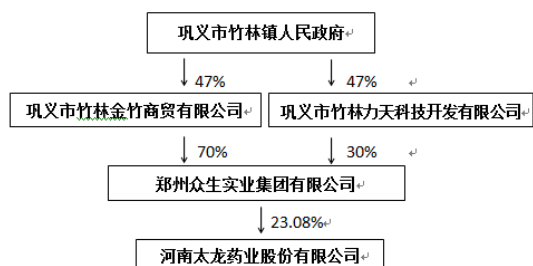 巩义市竹林镇人民政府
47% 47%
巩义市竹林金竹商贸有限公司 巩义市竹林力天科技开发有限公司
70% 30%
郑州众生实业集团有限公司
23.08%
河南太龙药业股份有限公司